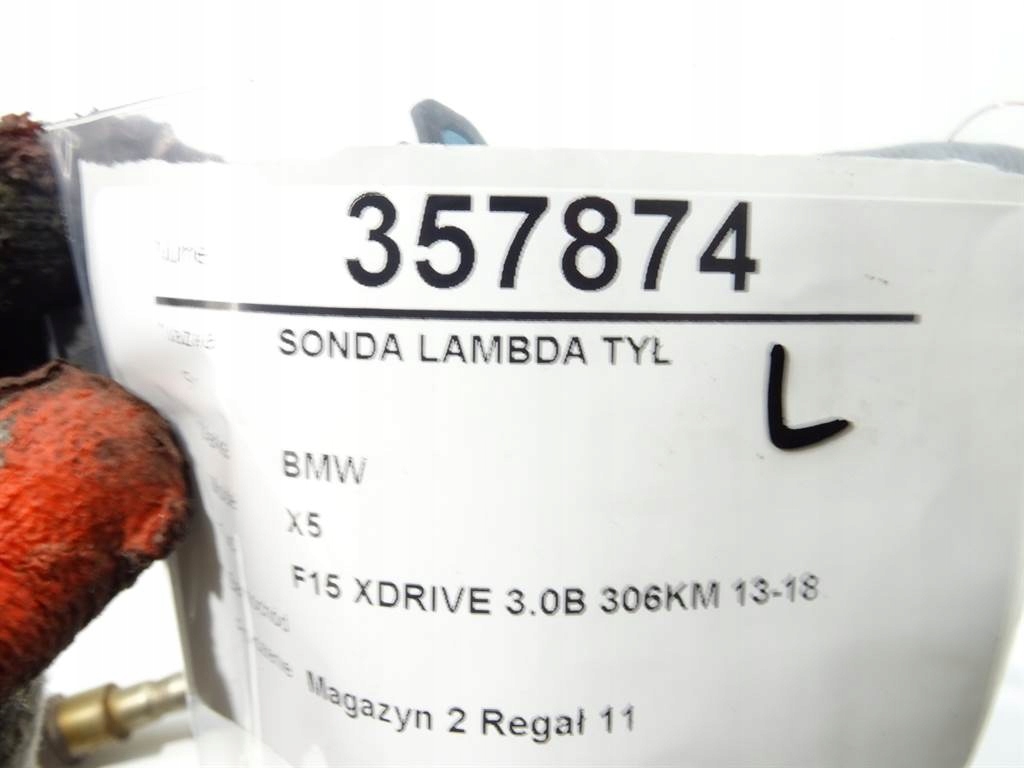 357874
SONDA LAMBDA TYŁ
L
BMW
X5
F15 XDRIVE 3.0B 306KM 13-18
Magazyn 2 Regał 11